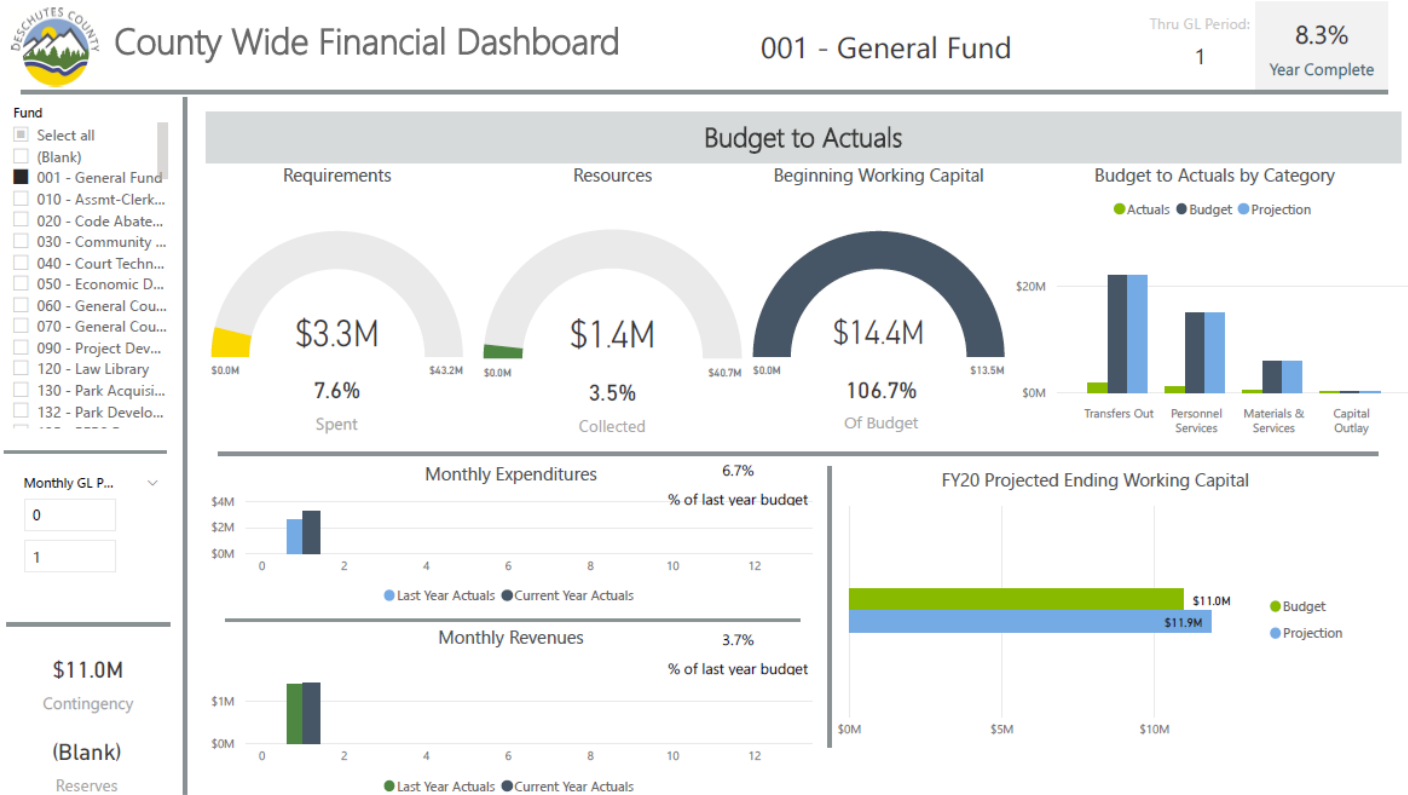 DESCHUTES COUNTY
County Wide Financial Dashboard
001 - General Fund
Thru GL Period:
1
8.3%
Year Complete
Fund
Select all
(Blank)
001 - General Fund
010 - Assmt-Clerk...
020 - Code Abate...
030 - Community ...
040 - Court Techn...
050 - Economic D...
060 - General Cou...
070 - General Cou...
090 - Project Dev...
120 - Law Library
130 - Park Acquisi...
132 - Park Develo...
Monthly GL P...
0
1
$11.0M
Contingency
(Blank)
Reserves
Budget to Actuals
Requirements
$3.3M
$0.0M
$43.2M
7.6%
Spent
Resources
$1.4M
$0.0M
$40.7M
3.5%
Collected
Beginning Working Capital
$14.4M
$0.0M
$13.5M
106.7%
Of Budget
Budget to Actuals by Category
Actuals Budget Projection
$20M
$0M
Transfers Out
Personnel
Services
Materials &
Services
Capital
Outlay
Monthly Expenditures
6.7%
% of last year budget
$4M
$2M
$0M
0 2 4 6 8 10 12
Last Year Actuals Current Year Actuals
Monthly Revenues
3.7%
% of last year budget
$1M
$0M
0 2 4 6 8 10 12
Last Year Actuals Current Year Actuals
FY20 Projected Ending Working Capital
$11.0M
$11.9M
Budget
Projection
$0M $5M $10M